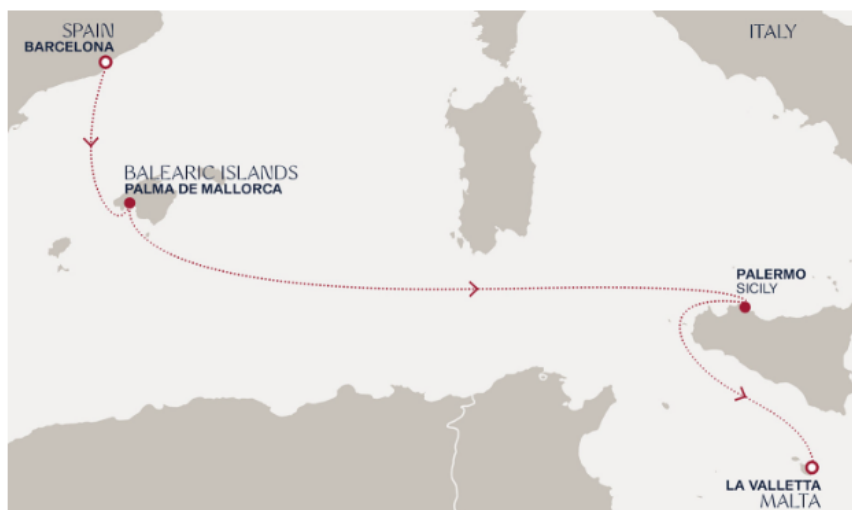 SPAIN
BARCELONA
ITALY
BALEARIC ISLANDS
PALMA DE MALLORCA
PALERMO
SICILY
LA VALLETTA
MALTA